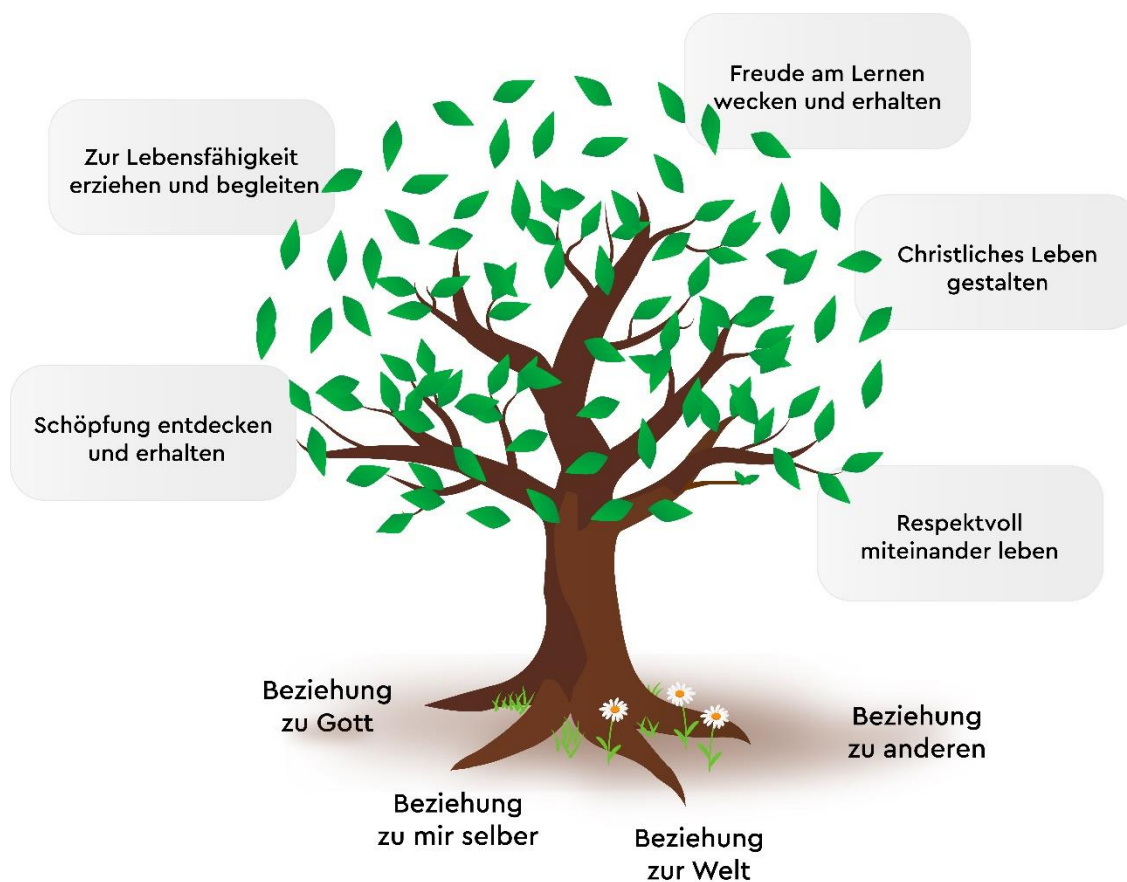 Freude am Lernen
wecken und erhalten
Zur Lebensfähigkeit
erziehen und begleiten
Christliches Leben
gestalten
Schöpfung entdecken
und erhalten
Respektvoll
miteinander leben
Beziehung
zu Gott
Beziehung
zu anderen
Beziehung
zu mir selber
Beziehung
zur Welt